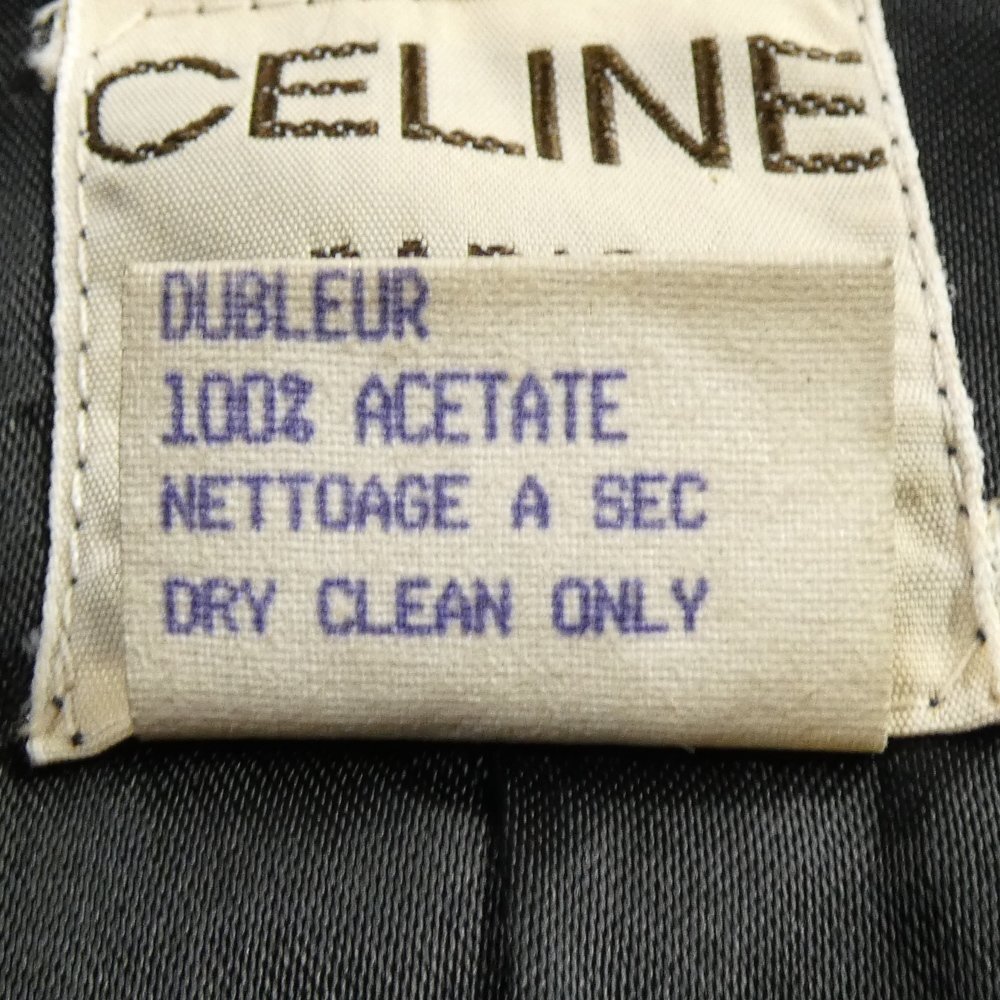 CELINE
DUBLEUR
100% ACETATE
NETTOAGE A SEC
DRY CLEAN ONLY